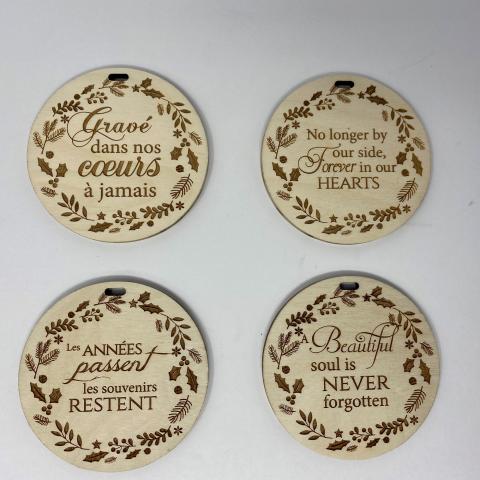 Gravé
dans nos
cœurs
à jamais
No longer by
our side,
Forever in our
HEARTS
Les ANNÉES
passent
les souvenirs
RESTENT
A Beautiful
soul is
NEVER
forgotten